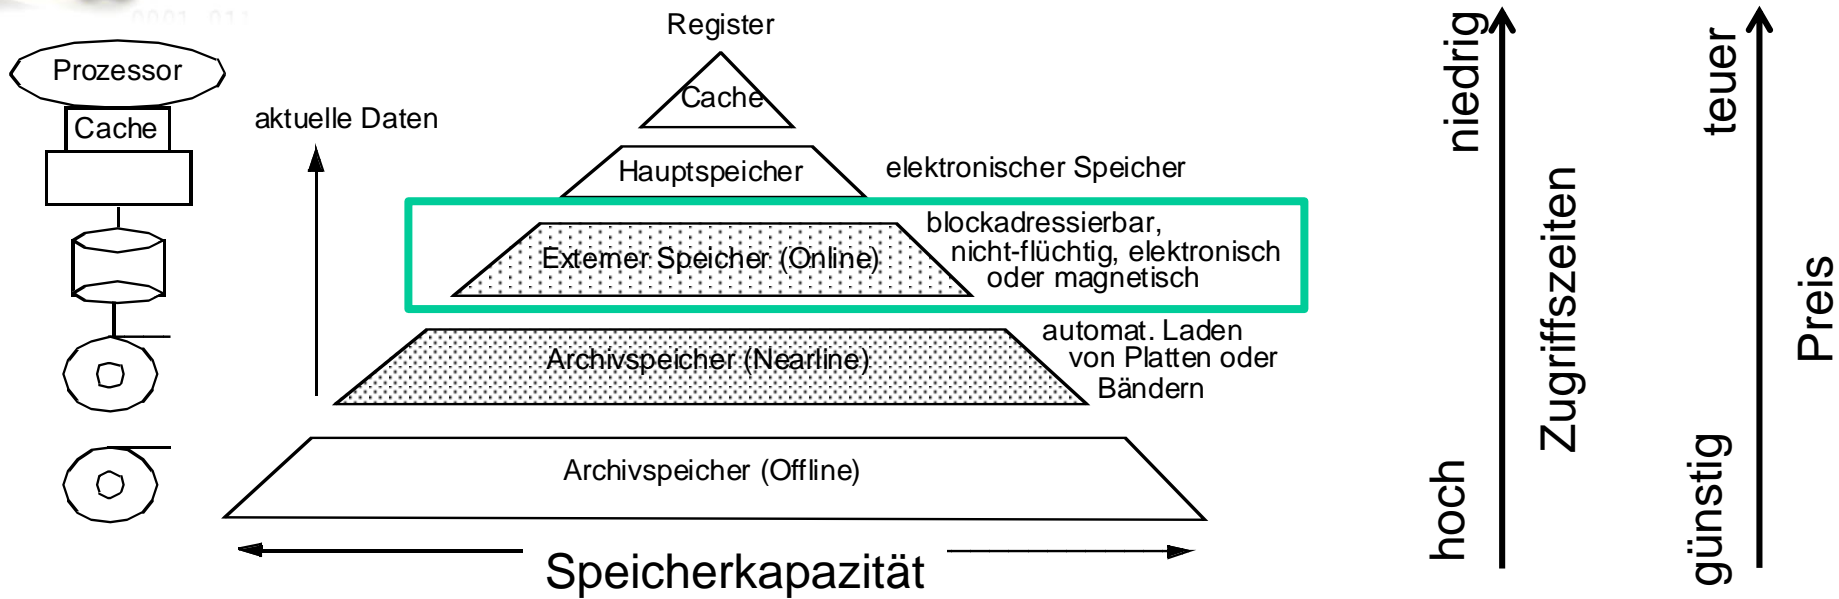 Register
Prozessor
Cache
aktuelle Daten
Cache
Hauptspeicher
elektronischer Speicher
Externer Speicher (Online)
blockadressierbar,
nicht-flüchtig, elektronisch
oder magnetisch
Archivspeicher (Nearline)
automat. Laden
von Platten oder
Bändern
Archivspeicher (Offline)
Speicherkapazität
niedrig
hoch
Zugriffszeiten
teuer
günstig
Preis